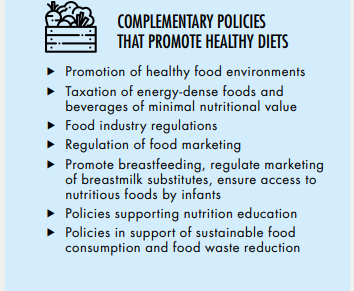 COMPLEMENTARY POLICIES
THAT PROMOTE HEALTHY DIETS
▶ Promotion of healthy food environments
▶ Taxation of energy-dense foods and
beverages of minimal nutritional value
▶ Food industry regulations
▶ Regulation of food marketing
▶ Promote breastfeeding, regulate marketing
of breastmilk substitutes, ensure access to
nutritious foods by infants
▶ Policies supporting nutrition education
▶ Policies in support of sustainable food
consumption and food waste reduction